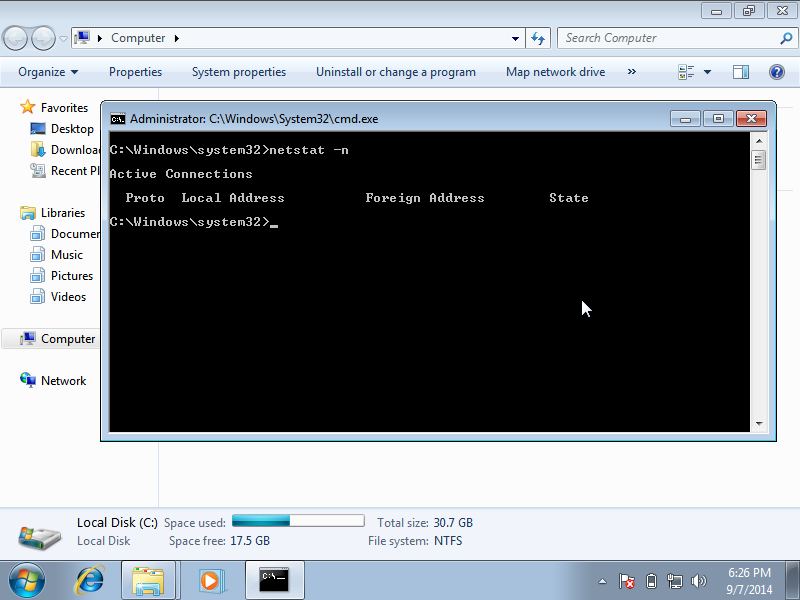 Computer
Search Computer
Organize Properties System properties Uninstall or change a program Map network drive »
Favorites
Desktop
Recent Pl
Libraries
Documen
Music
Pictures
Videos
Computer
Network
Administrator: C:\Windows\System32\cmd.exe
C:\Windows\system32>netstat -n
Active Connections
Proto Local Address Foreign Address State
C:\Windows\system32>_
Local Disk (C:) Space used: Total size: 30.7 GB
Local Disk Space free: 17.5 GB File system: NTFS
6:26 PM
9/7/2014